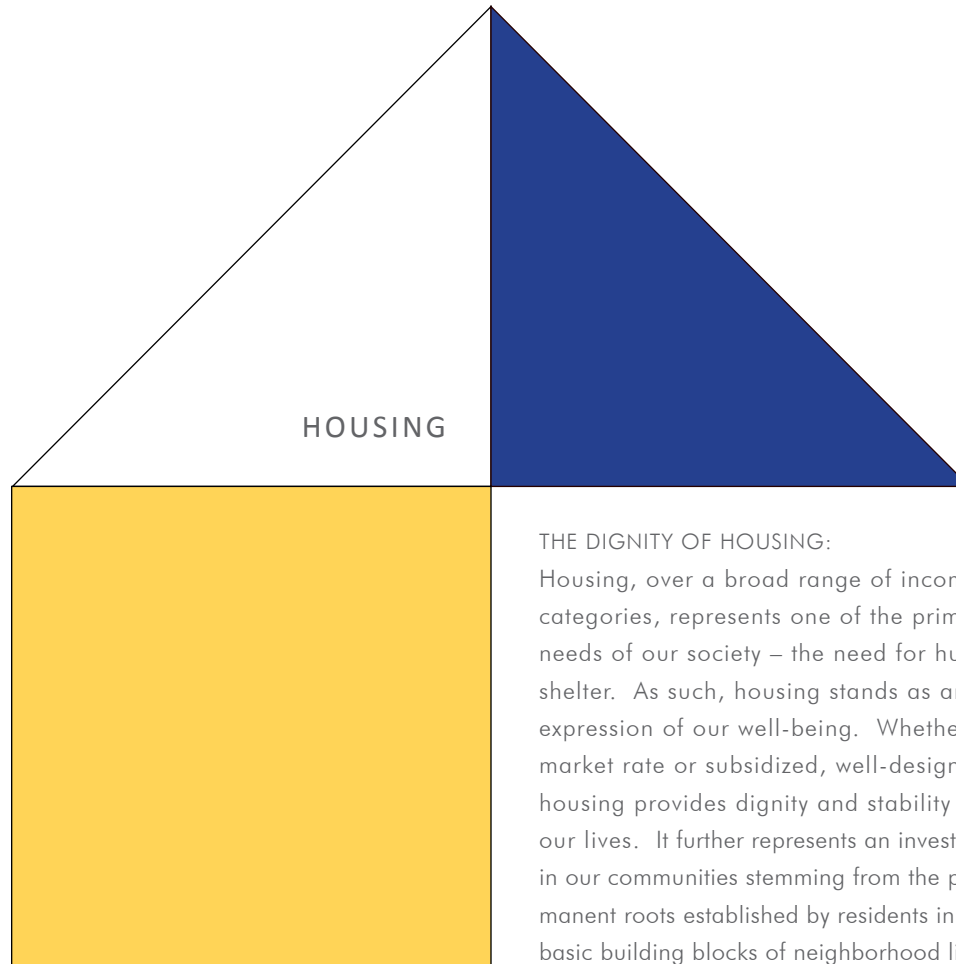 HOUSING
THE DIGNITY OF HOUSING:
Housing, over a broad range of
categories, represents one of the
needs of our society – the need for
shelter.  As such, housing stands as
expression of our well-being.
market rate or subsidized,
housing provides dignity and stability
our lives.  It further represents an
in our communities stemming from the
manent roots established by residents in
basic building blocks of neighborhood